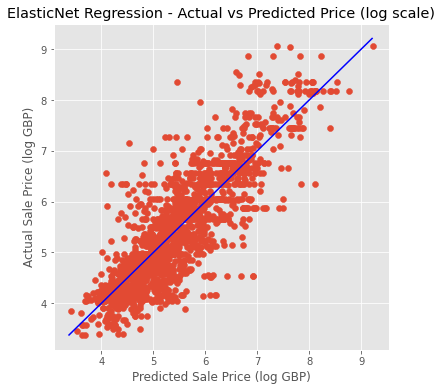 ElasticNet Regression - Actual vs Predicted Price (log scale)
9
8
7
6
5
4
Actual Sale Price (log GBP)
4 5 6 7 8 9
Predicted Sale Price (log GBP)